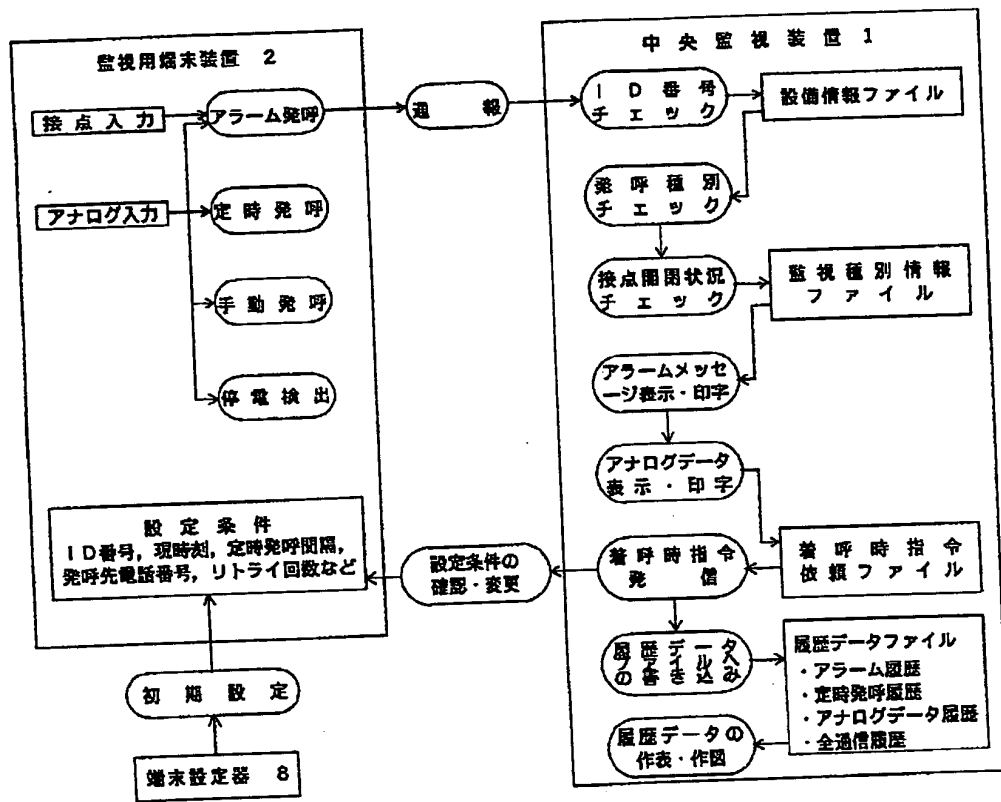 監視用端末装置 2
接点入力
アラーム発呼
アナログ入力
定時発呼
手動発呼
停電検出
設定条件
ID番号,現時刻,定時発呼間隔,
発呼先電話番号,リトライ回数など
初期設定
端末設定器 8
通報
設定条件の
確認・変更
中央監視装置1
ID番号
チェック
設備情報ファイル
発呼種別
チェック
接点開閉状況
チェック
監視種別情報
ファイル
アラームメッセ
ージ表示・印字
アナログデータ
表示・印字
着呼時指令
発信
着呼時指令
依頼ファイル
履歴データ
ファイルへ
の書き込み
履歴データファイル
・アラーム履歴
・定時発呼履歴
・アナログデータ履歴
・全通信履歴
履歴データの
作表・作図